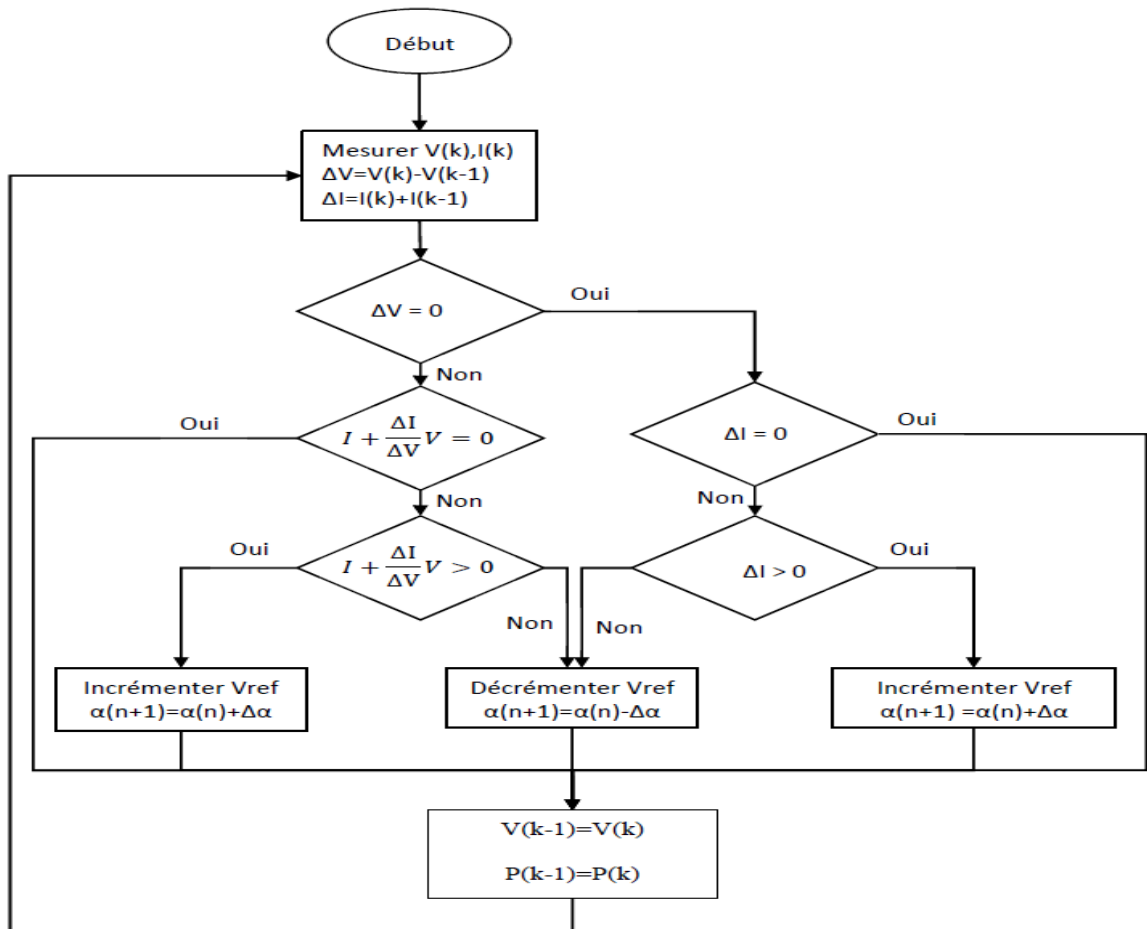 Début
Mesurer V(k),I(k)
ΔV=V(k)-V(k-1)
ΔI=I(k)+I(k-1)
ΔV = 0
Oui
Non
Oui
I + ΔI/ΔV V = 0
ΔI = 0
Oui
Non
Non
Oui
I + ΔI/ΔV V > 0
ΔI > 0
Oui
Non
Non
Incrémenter Vref
α(n+1)=α(n)+Δα
Décrémenter Vref
α(n+1)=α(n)-Δα
Incrémenter Vref
α(n+1) =α(n)+Δα
V(k-1)=V(k)
P(k-1)=P(k)